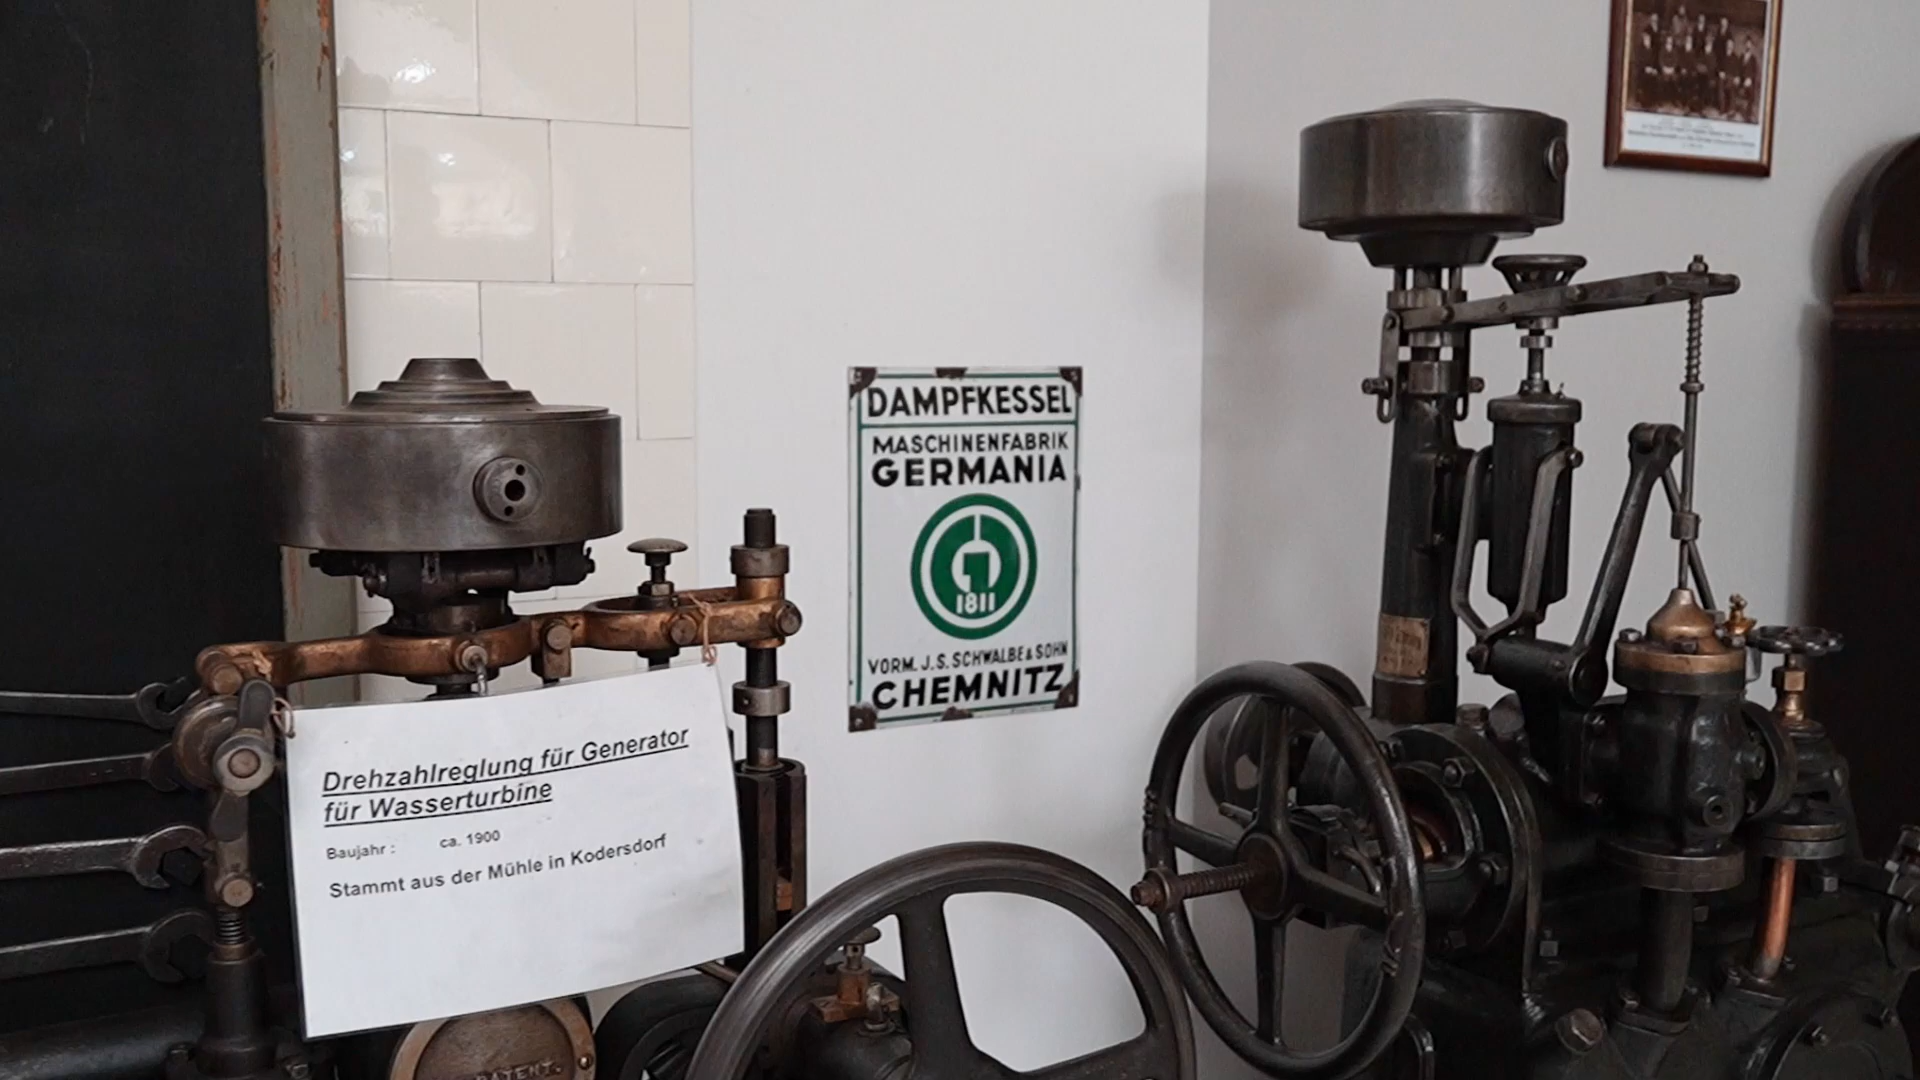 DAMPFKESSEL
MASCHINENFABRIK
GERMANIA
1811
VORM. J. S. SCHWALBE & SOHN
CHEMNITZ
Drehzahlreglung für Generator
für Wasserturbine
Baujahr : ca. 1900
Stammt aus der Mühle in Kodersdorf
PATENT.